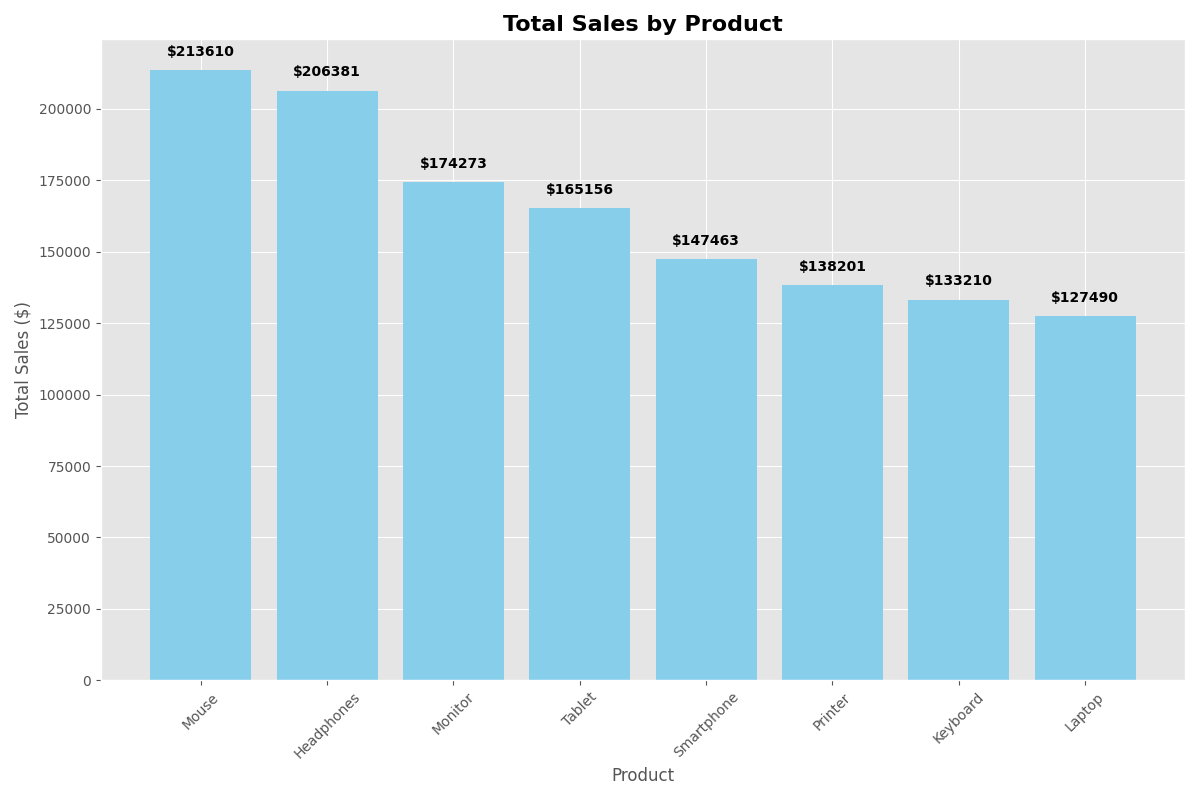 Total Sales by Product
$213610
$206381
$174273
$165156
$147463
$138201
$133210
$127490
Total Sales ($)
200000
175000
150000
125000
100000
75000
50000
25000
0
Mouse
Headphones
Monitor
Tablet
Smartphone
Printer
Keyboard
Laptop
Product